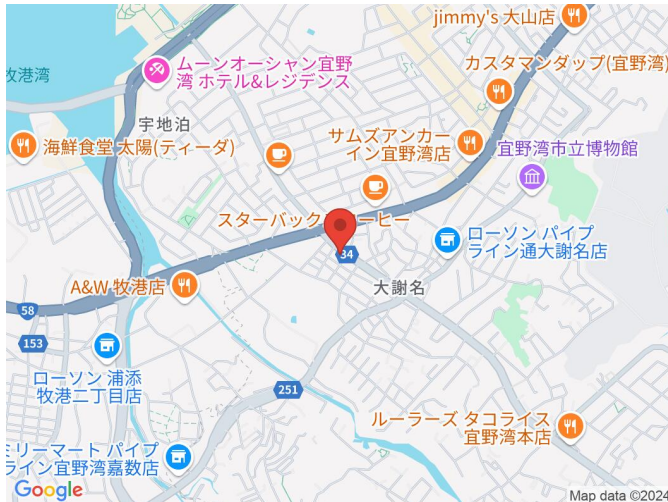 jimmy's 大山店
カスタマンダップ(宜野湾)
牧港湾
ムーンオーシャン宜野
湾 ホテル&レジデンス
宇地泊
海鮮食堂 太陽(ティーダ)
サムズアンカー
イン宜野湾店
宜野湾市立博物館
スターバックスコーヒー
ローソン パイプ
ライン通大謝名店
34
A&W 牧港店
大謝名
58
153
ローソン 浦添
牧港二丁目店
251
ルーラーズ タコライス
宜野湾本店
ミリーマート パイプ
ライン宜野湾嘉数店
Google
Map data ©2024